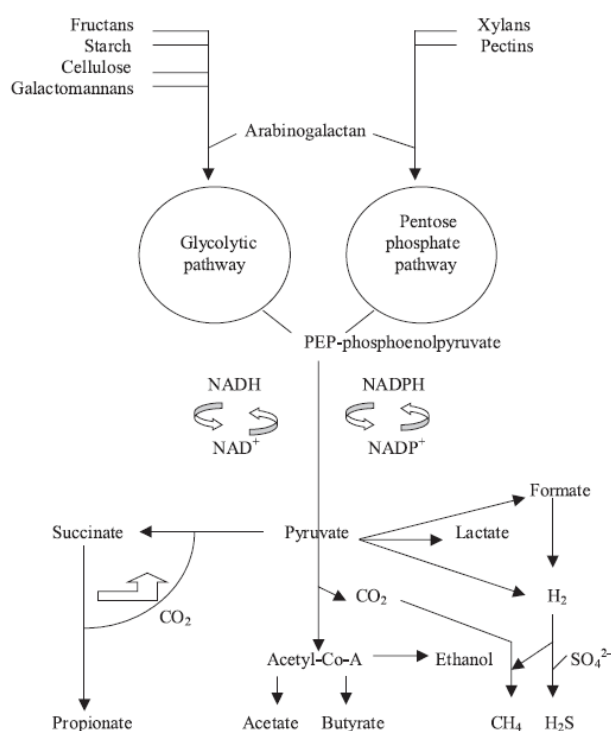 Fructans
Starch
Cellulose
Galactomannans
Xylans
Pectins
Arabinogalactan
Glycolytic
pathway
Pentose
phosphate
pathway
PEP-phosphoenolpyruvate
NADH
NAD⁺
NADPH
NADP⁺
Formate
Succinate
Pyruvate
Lactate
CO₂
CO₂
H₂
Acetyl-Co-A
Ethanol
SO₄²⁻
Propionate
Acetate
Butyrate
CH₄
H₂S